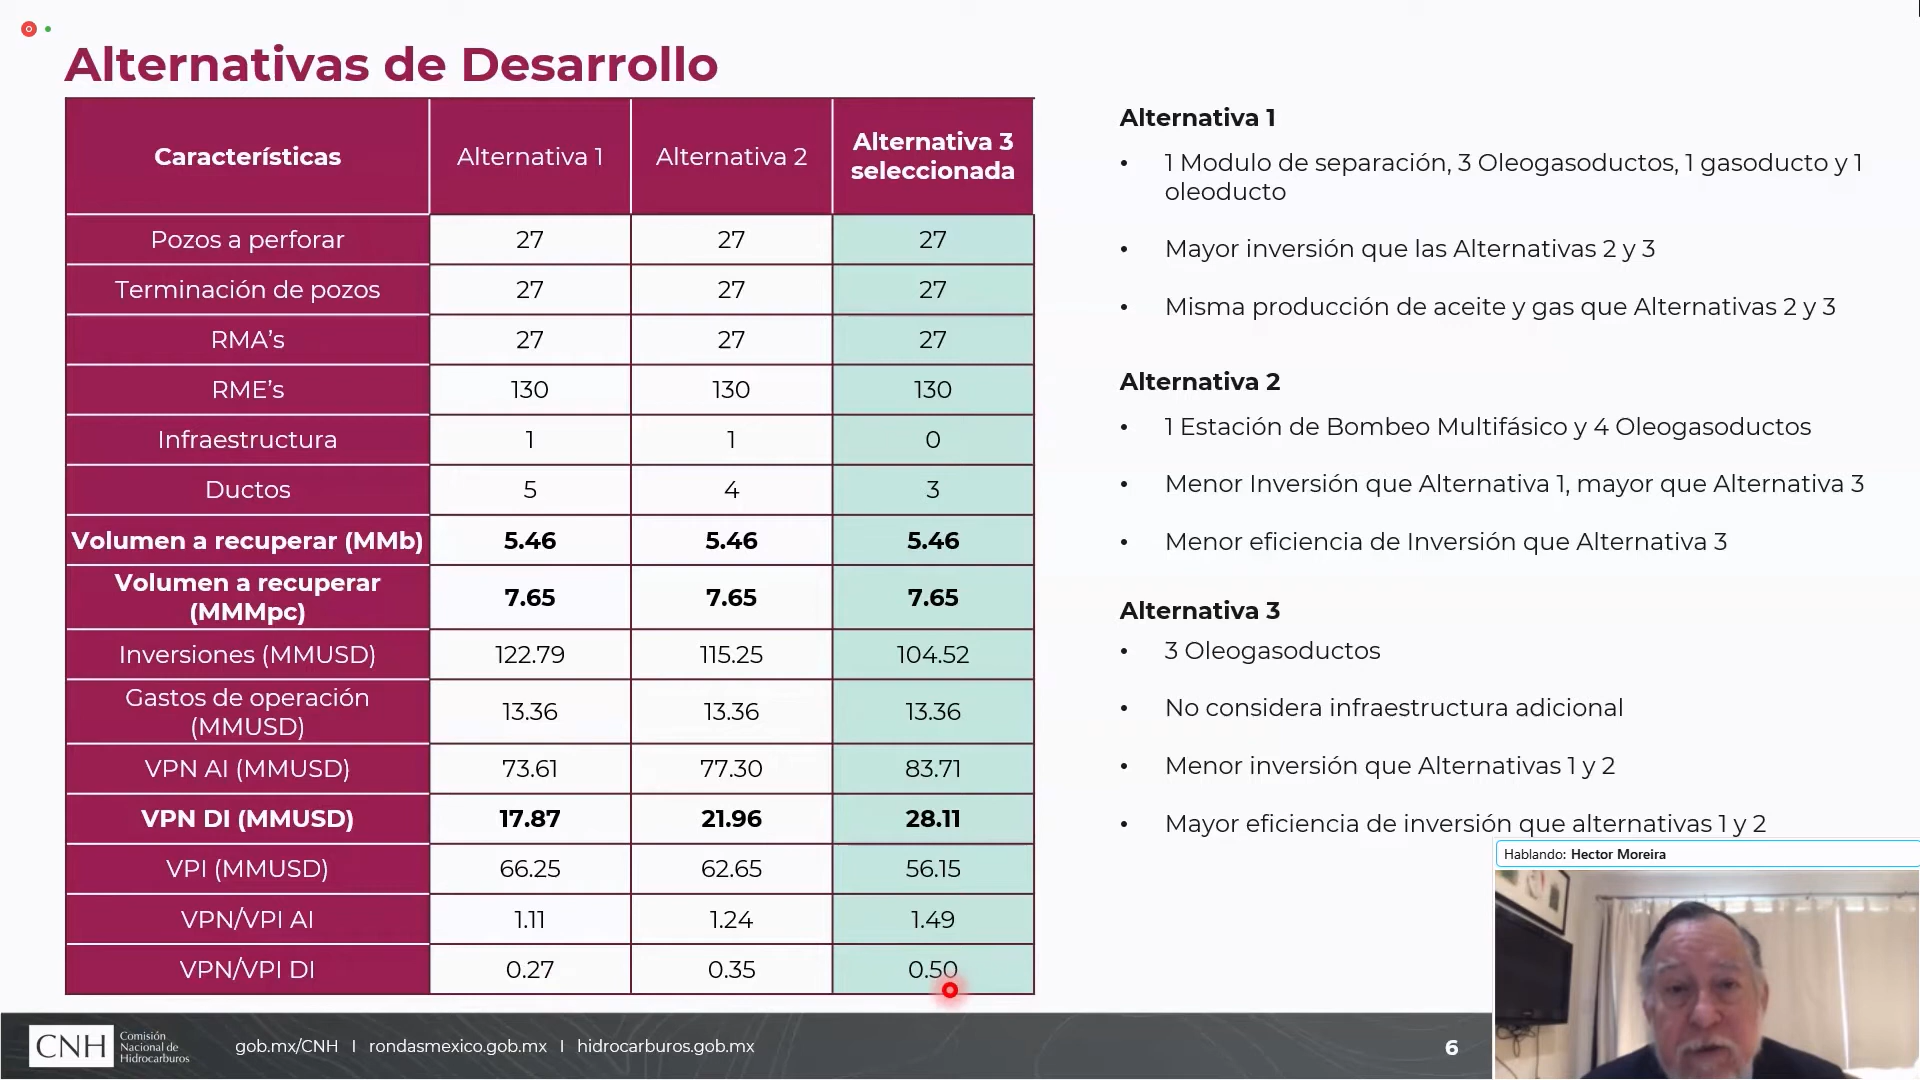 Alternativas de Desarrollo
Características Alternativa 1 Alternativa 2 Alternativa 3
seleccionada
Pozos a perforar 27 27 27
Terminación de pozos 27 27 27
RMA’s 27 27 27
RME’s 130 130 130
Infraestructura 1 1 0
Ductos 5 4 3
Volumen a recuperar (MMb) 5.46 5.46 5.46
Volumen a recuperar
(MMMpc) 7.65 7.65 7.65
Inversiones (MMUSD) 122.79 115.25 104.52
Gastos de operación
(MMUSD) 13.36 13.36 13.36
VPN AI (MMUSD) 73.61 77.30 83.71
VPN DI (MMUSD) 17.87 21.96 28.11
VPI (MMUSD) 66.25 62.65 56.15
VPN/VPI AI 1.11 1.24 1.49
VPN/VPI DI 0.27 0.35 0.50
Alternativa 1
• 1 Modulo de separación, 3 Oleogasoductos, 1 gasoducto y 1
oleoducto
• Mayor inversión que las Alternativas 2 y 3
• Misma producción de aceite y gas que Alternativas 2 y 3
Alternativa 2
• 1 Estación de Bombeo Multifásico y 4 Oleogasoductos
• Menor Inversión que Alternativa 1, mayor que Alternativa 3
• Menor eficiencia de Inversión que Alternativa 3
Alternativa 3
• 3 Oleogasoductos
• No considera infraestructura adicional
• Menor inversión que Alternativas 1 y 2
• Mayor eficiencia de inversión que alternativas 1 y 2
Hablando: Hector Moreira
CNH
Comisión
Nacional de
Hidrocarburos
gob.mx/CNH I rondasmexico.gob.mx I hidrocarburos.gob.mx
6